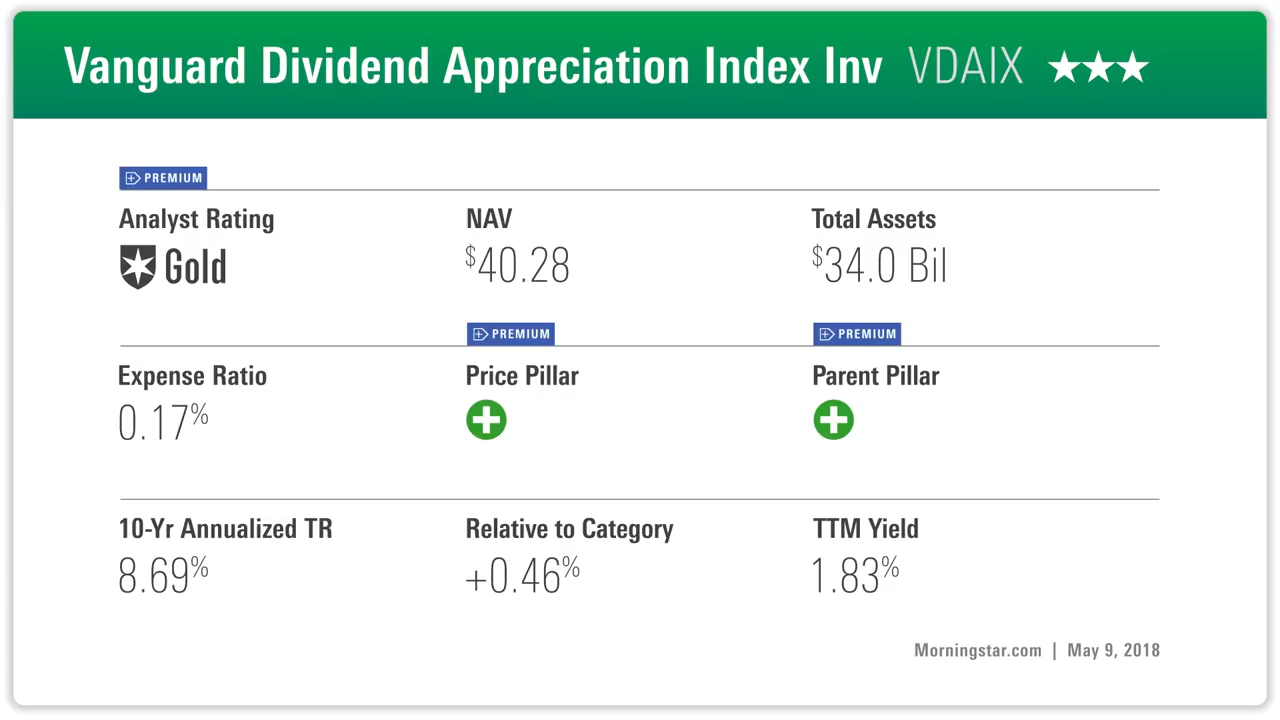 Vanguard Dividend Appreciation Index Inv VDAIX ★★★
PREMIUM
Analyst Rating NAV Total Assets
Gold $40.28 $34.0 Bil
PREMIUM PREMIUM
Expense Ratio Price Pillar Parent Pillar
0.17%
10-Yr Annualized TR Relative to Category TTM Yield
8.69% +0.46% 1.83%
Morningstar.com | May 9, 2018